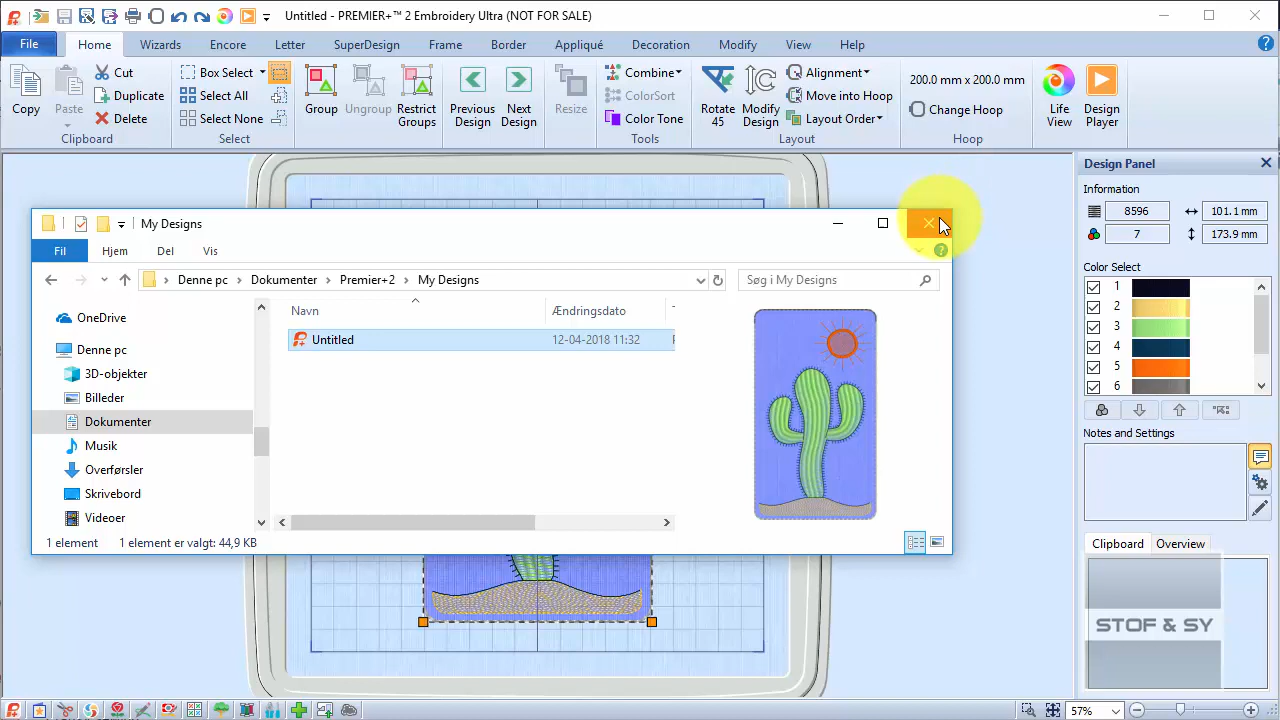 Untitled - PREMIER+™ 2 Embroidery Ultra (NOT FOR SALE)
File Home Wizards Encore Letter SuperDesign Frame Border Appliqué Decoration Modify View Help
Copy Paste Cut Duplicate Delete Clipboard
Box Select Select All Select None Select
Group Ungroup Restrict Groups Previous Design Next Design Resize
Combine ColorSort Color Tone Tools
Rotate 45 Modify Design Alignment Move into Hoop Layout Order Layout
200.0 mm x 200.0 mm Change Hoop Hoop
Life View Design Player
My Designs
Fil Hjem Del Vis
Denne pc Dokumenter Premier+2 My Designs
Søg i My Designs
Navn Ændringsdato
Untitled 12-04-2018 11:32
OneDrive
Denne pc
3D-objekter
Billeder
Dokumenter
Musik
Overførsler
Skrivebord
Videoer
1 element 1 element er valgt: 44,9 KB
Design Panel
Information
8596 101.1 mm
7 173.9 mm
Color Select
1
2
3
4
5
6
Notes and Settings
Clipboard Overview
STOF & SY
57%